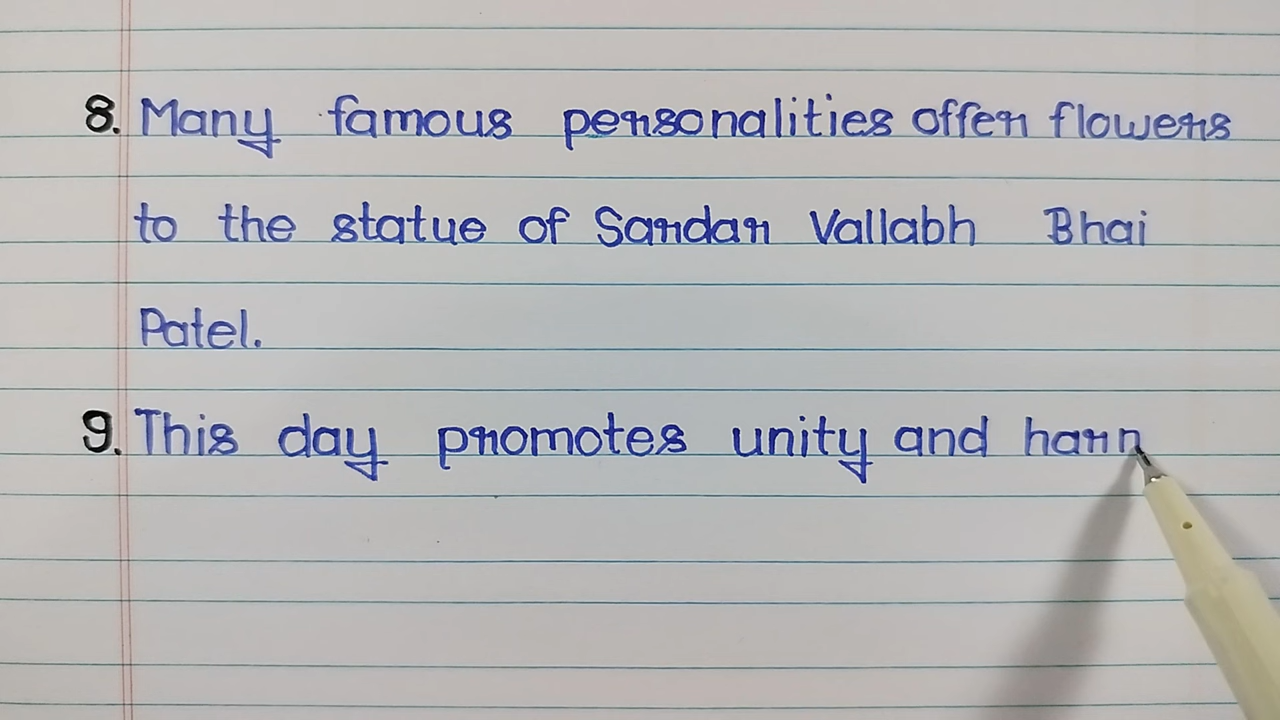 8. Many famous personalities offer flowers
to the statue of Sardar Vallabh Bhai
Patel.
9. This day promotes unity and harn